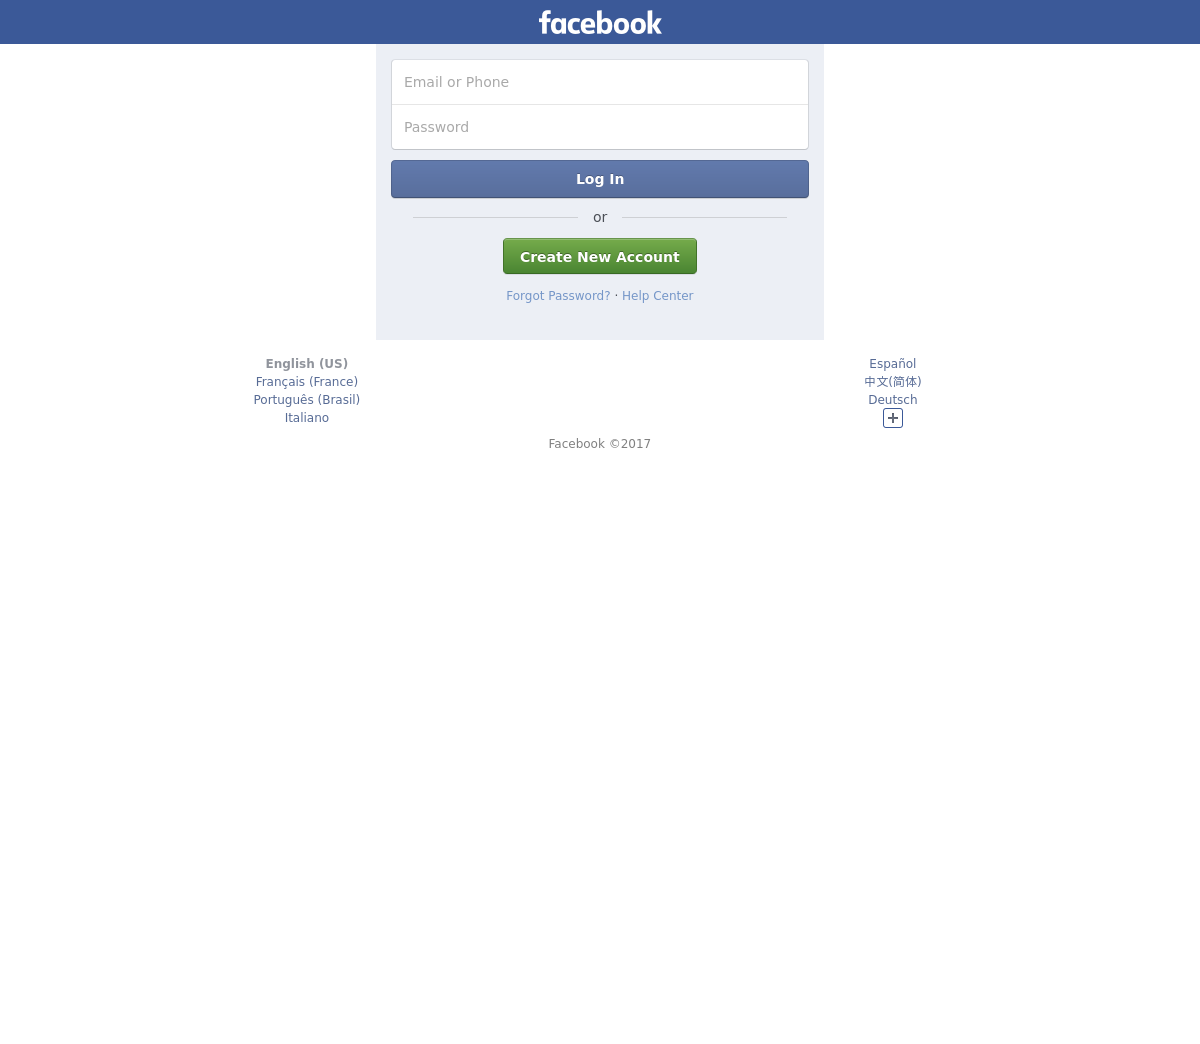 facebook
Email or Phone
Password
Log In
or
Create New Account
Forgot Password? · Help Center
English (US)
Français (France)
Português (Brasil)
Italiano
Español
中文(简体)
Deutsch
Facebook ©2017